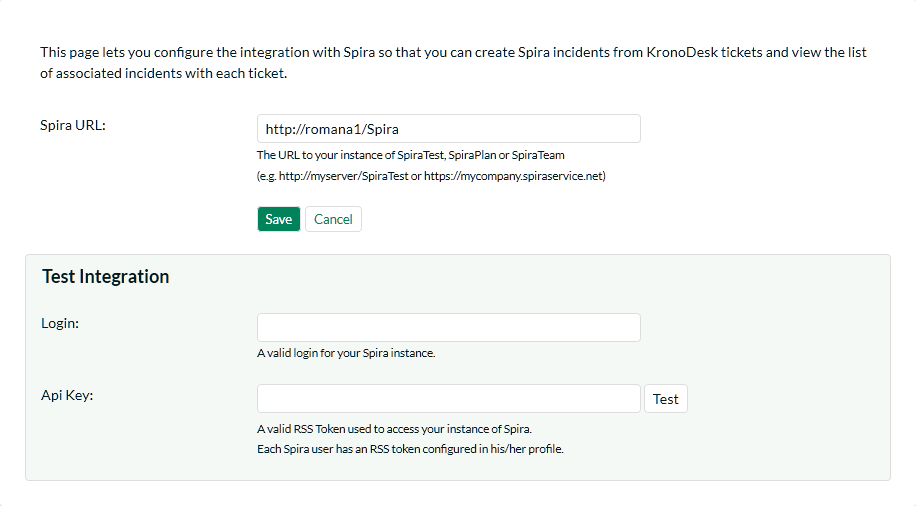 This page lets you configure the integration with Spira so that you can create Spira incidents from KronoDesk tickets and view the list
of associated incidents with each ticket.
Spira URL:
http://romana1/Spira
The URL to your instance of SpiraTest, SpiraPlan or SpiraTeam
(e.g. http://myserver/SpiraTest or https://mycompany.spiraservice.net)
Save Cancel
Test Integration
Login:
A valid login for your Spira instance.
Api Key:
Test
A valid RSS Token used to access your instance of Spira.
Each Spira user has an RSS token configured in his/her profile.